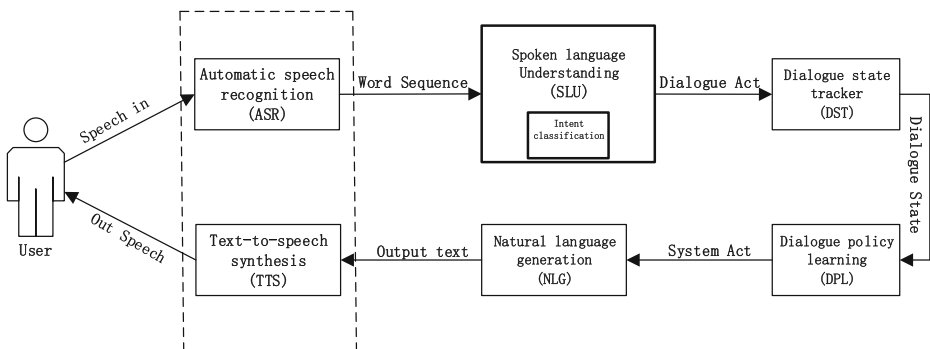 Automatic speech
recognition
(ASR)
Word Sequence
Spoken language
Understanding
(SLU)
Intent
classification
Dialogue Act
Dialogue state
tracker
(DST)
Speech in
Dialogue State
User
Out Speech
Text-to-speech
synthesis
(TTS)
Output text
Natural language
generation
(NLG)
System Act
Dialogue policy
learning
(DPL)